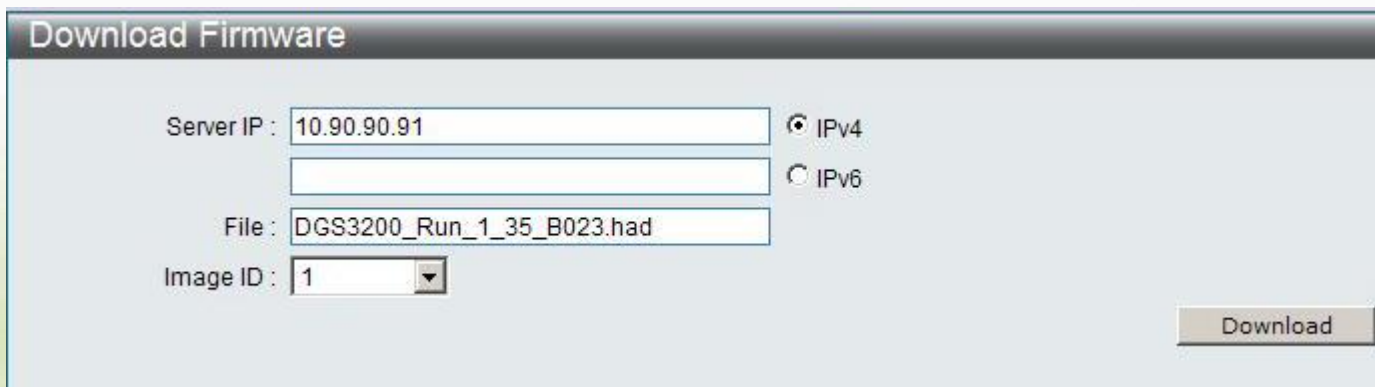 Download Firmware
Server IP : 10.90.90.91 IPv4
IPv6
File : DGS3200_Run_1_35_B023.had
Image ID : 1
Download